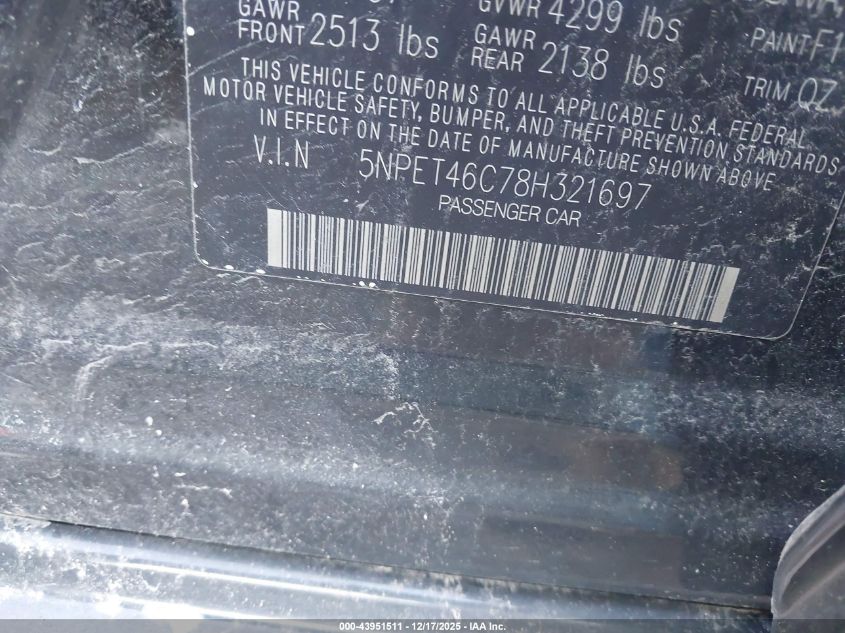 GAWR GVWR 4299 lbs
FRONT 2513 lbs GAWR REAR 2138 lbs
PAINT F1
TRIM QZ
THIS VEHICLE CONFORMS TO ALL APPLICABLE U.S.A. FEDERAL
MOTOR VEHICLE SAFETY, BUMPER, AND THEFT PREVENTION STANDARDS
IN EFFECT ON THE DATE OF MANUFACTURE SHOWN ABOVE
V.I.N 5NPET46C78H321697
PASSENGER CAR
000-43951511 - 12/17/2025 - IAA Inc.